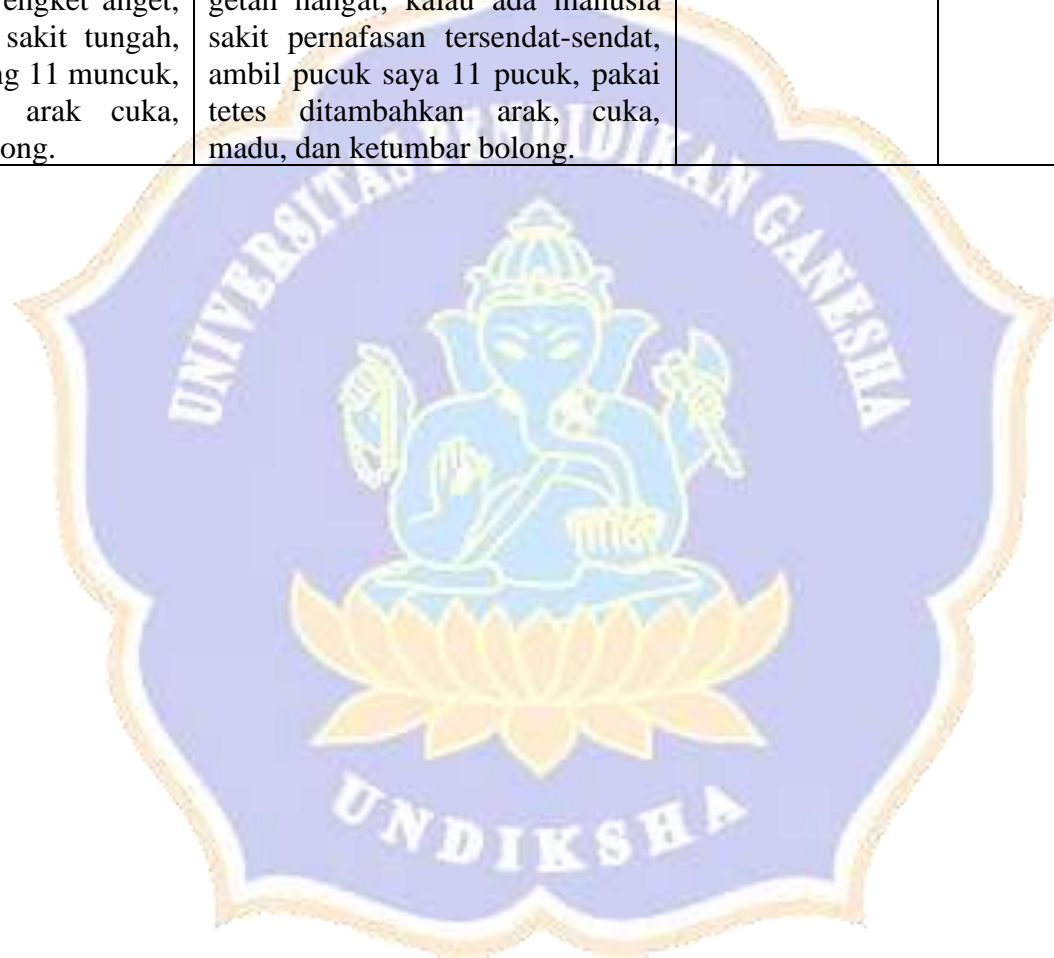 engket anget,
sakit tungah,
ng 11 muncuk,
arak cuka,
ong.
getah hangat, kalau ada manusia
sakit pernafasan tersendat-sendat,
ambil pucuk saya 11 pucuk, pakai
tetes ditambahkan arak, cuka,
madu, dan ketumbar bolong.
UNIVERSITAS PENDIDIKAN GANESHA
UNDIKSHA